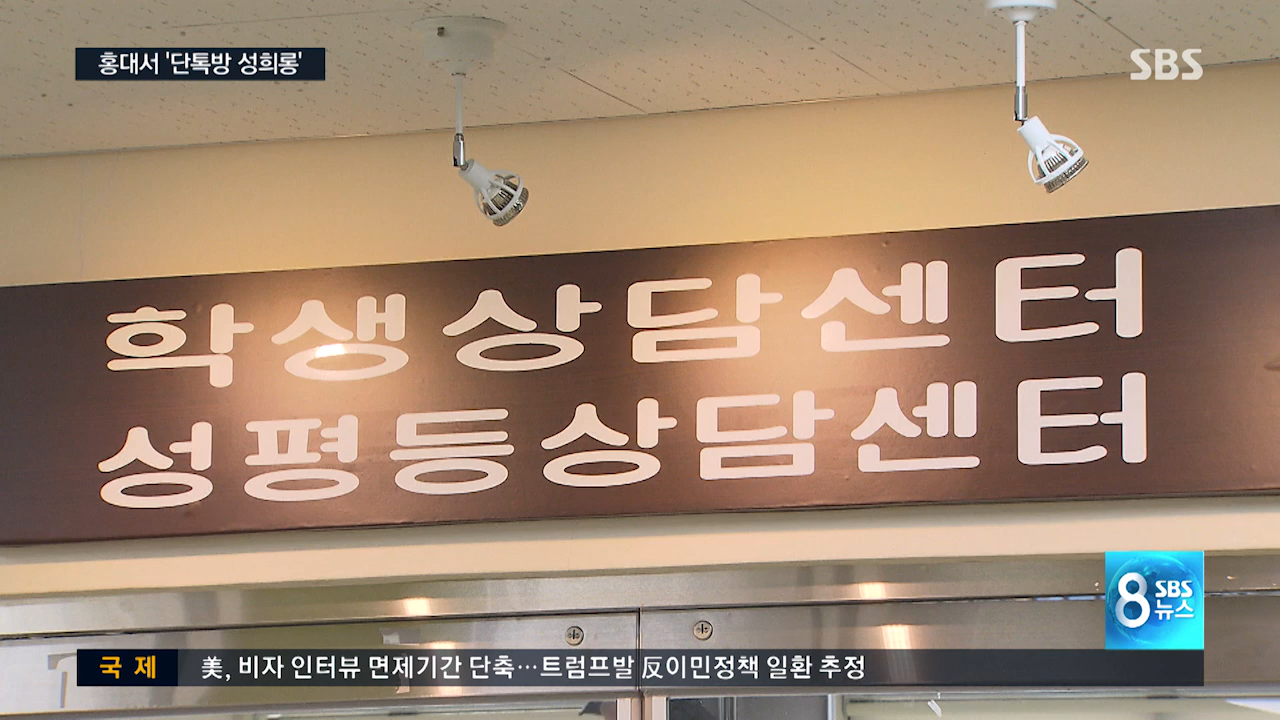 홍대서 '단톡방 성희롱'
SBS
학생상담센터
성평등상담센터
8 SBS 뉴스
국 제 美, 비자 인터뷰 면제기간 단축…트럼프발 反이민정책 일환 추정